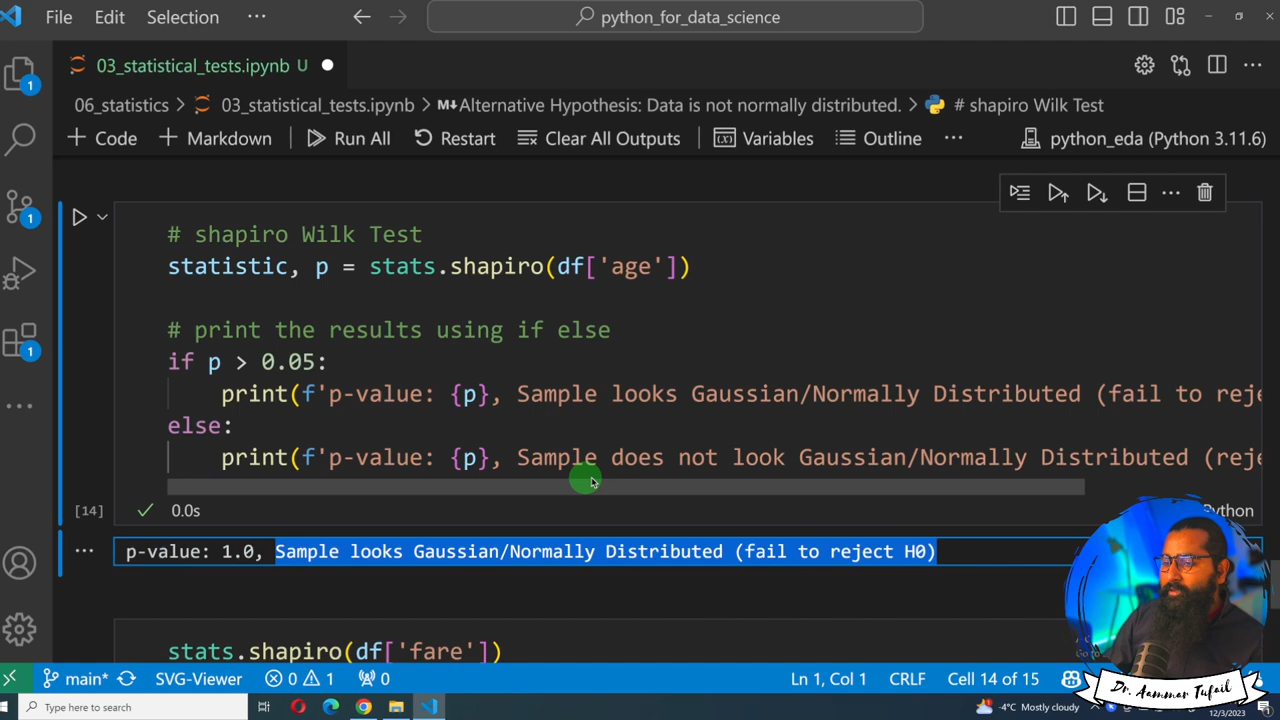 File Edit Selection ··· python_for_data_science
03_statistical_tests.ipynb U
06_statistics > 03_statistical_tests.ipynb > M↓Alternative Hypothesis: Data is not normally distributed. > # shapiro Wilk Test
+ Code + Markdown Run All Restart Clear All Outputs Variables Outline ··· python_eda (Python 3.11.6)
# shapiro Wilk Test
statistic, p = stats.shapiro(df['age'])
# print the results using if else
if p > 0.05:
print(f'p-value: {p}, Sample looks Gaussian/Normally Distributed (fail to reje
else:
print(f'p-value: {p}, Sample does not look Gaussian/Normally Distributed (reje
[14] 0.0s Python
p-value: 1.0, Sample looks Gaussian/Normally Distributed (fail to reject H0)
stats.shapiro(df['fare'])
main* SVG-Viewer 0 1 0 Ln 1, Col 1 CRLF Cell 14 of 15
Dr. Aammar Tufail
Type here to search -4°C Mostly cloudy 12/3/2023
1
1
1